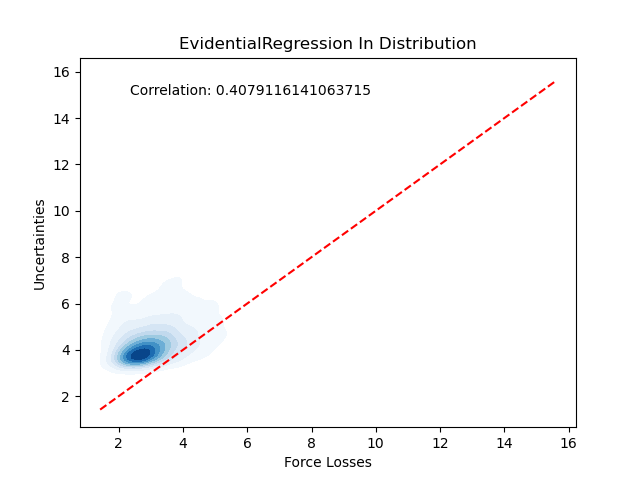 EvidentialRegression In Distribution
Correlation: 0.4079116141063715
16
14
12
10
8
6
4
2
Uncertainties
2 4 6 8 10 12 14 16
Force Losses